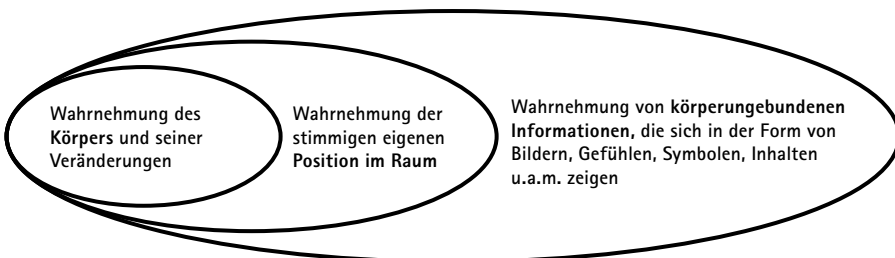 Wahrnehmung des
Körpers und seiner
Veränderungen
Wahrnehmung der
stimmigen eigenen
Position im Raum
Wahrnehmung von körperungebundenen
Informationen, die sich in der Form von
Bildern, Gefühlen, Symbolen, Inhalten
u.a.m. zeigen